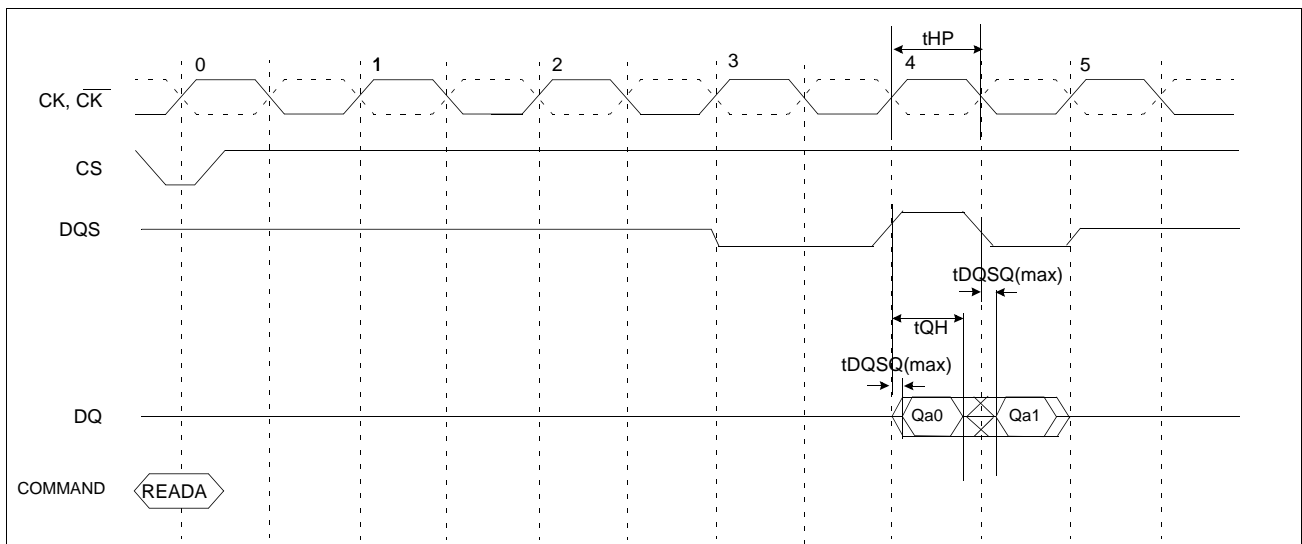 tHP
0 1 2 3 4 5
CK, CK
CS
DQS
tDQSQ(max)
tQH
tDQSQ(max)
DQ Qa0 Qa1
COMMAND READA